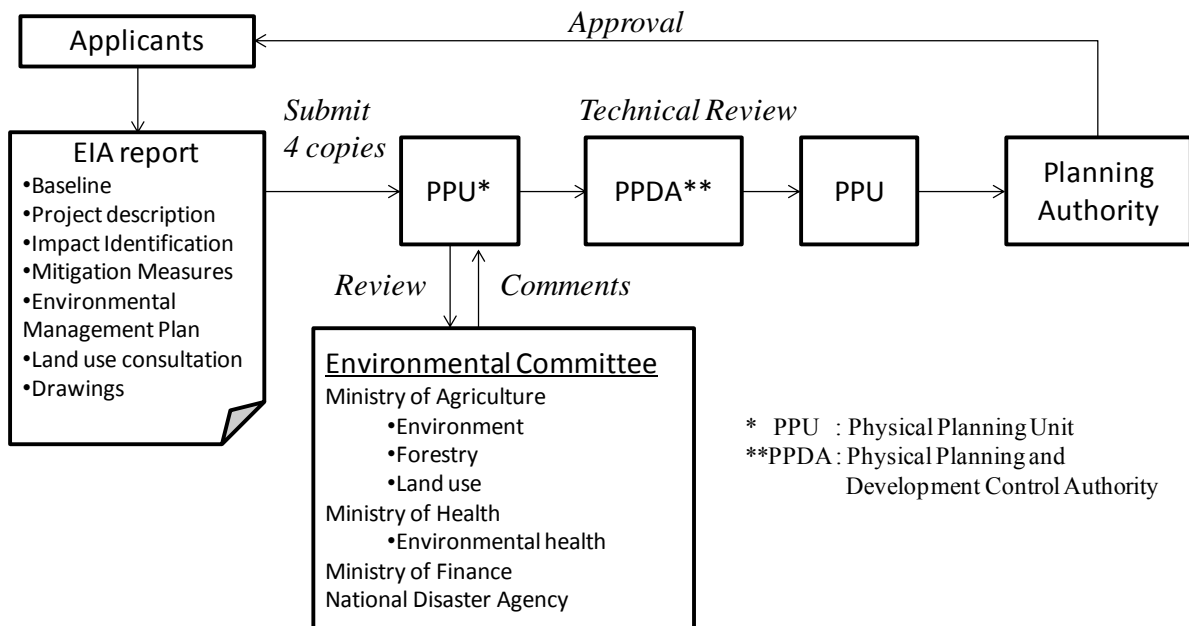 Applicants
Approval
EIA report
•Baseline
•Project description
•Impact Identification
•Mitigation Measures
•Environmental
Management Plan
•Land use consultation
•Drawings
Submit
4 copies
PPU*
Technical Review
PPDA**
PPU
Planning
Authority
Review
Comments
Environmental Committee
Ministry of Agriculture
•Environment
•Forestry
•Land use
Ministry of Health
•Environmental health
Ministry of Finance
National Disaster Agency
* PPU : Physical Planning Unit
**PPDA : Physical Planning and
Development Control Authority